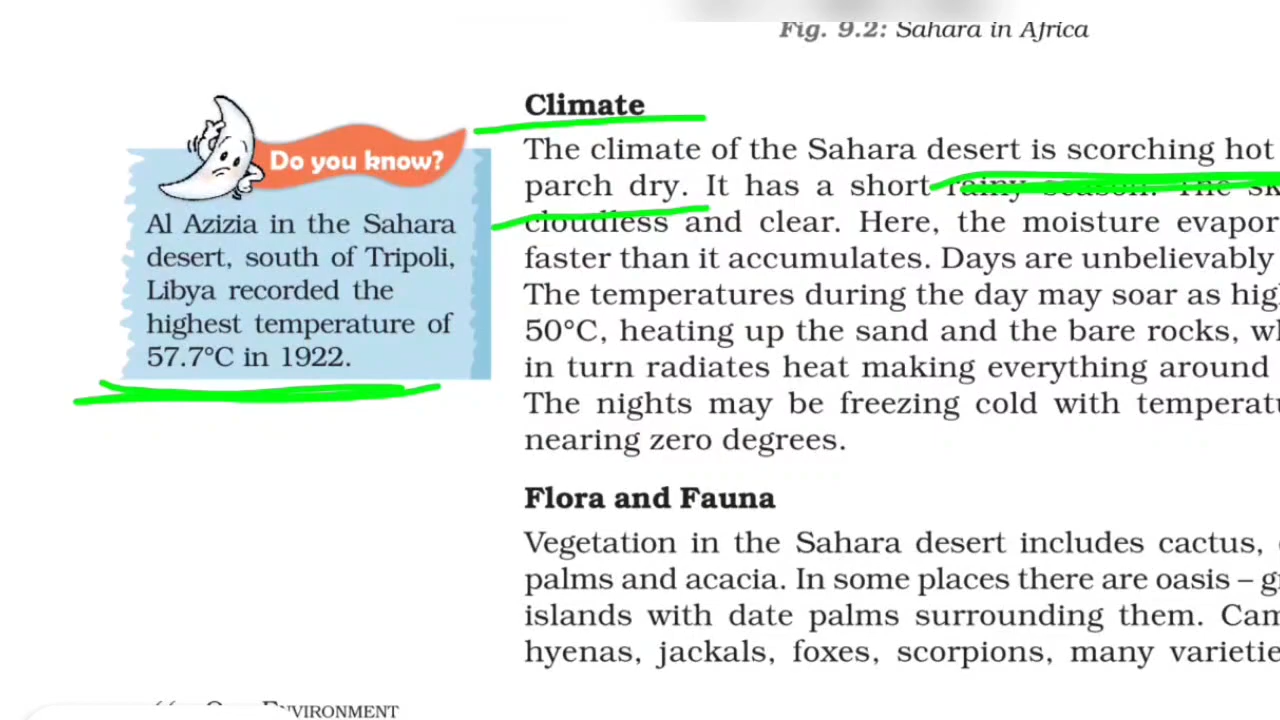 Fig. 9.2: Sahara in Africa
Do you know?
Al Azizia in the Sahara
desert, south of Tripoli,
Libya recorded the
highest temperature of
57.7°C in 1922.
Climate
The climate of the Sahara desert is scorching hot
parch dry. It has a short rainy season. The
cloudless and clear. Here, the moisture
faster than it accumulates. Days are unbelievably
The temperatures during the day may soar as
50°C, heating up the sand and the bare rocks,
in turn radiates heat making everything around
The nights may be freezing cold with
nearing zero degrees.
Flora and Fauna
Vegetation in the Sahara desert includes cactus,
palms and acacia. In some places there are oasis –
islands with date palms surrounding them.
hyenas, jackals, foxes, scorpions, many